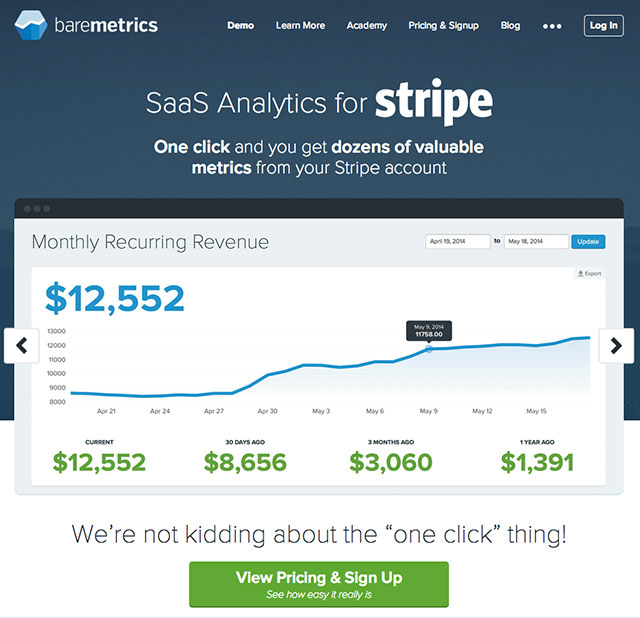 baremetrics
Demo
Learn More
Academy
Pricing & Signup
Blog
Log In
SaaS Analytics for stripe
One click and you get dozens of valuable
metrics from your Stripe account
Monthly Recurring Revenue
April 19, 2014
to
May 18, 2014
Update
Export
$12,552
May 9, 2014
11758.00
13000
12000
11000
10000
9000
8000
Apr 21
Apr 24
Apr 27
Apr 30
May 3
May 6
May 9
May 12
May 15
CURRENT
$12,552
30 DAYS AGO
$8,656
3 MONTHS AGO
$3,060
1 YEAR AGO
$1,391
We’re not kidding about the “one click” thing!
View Pricing & Sign Up
See how easy it really is